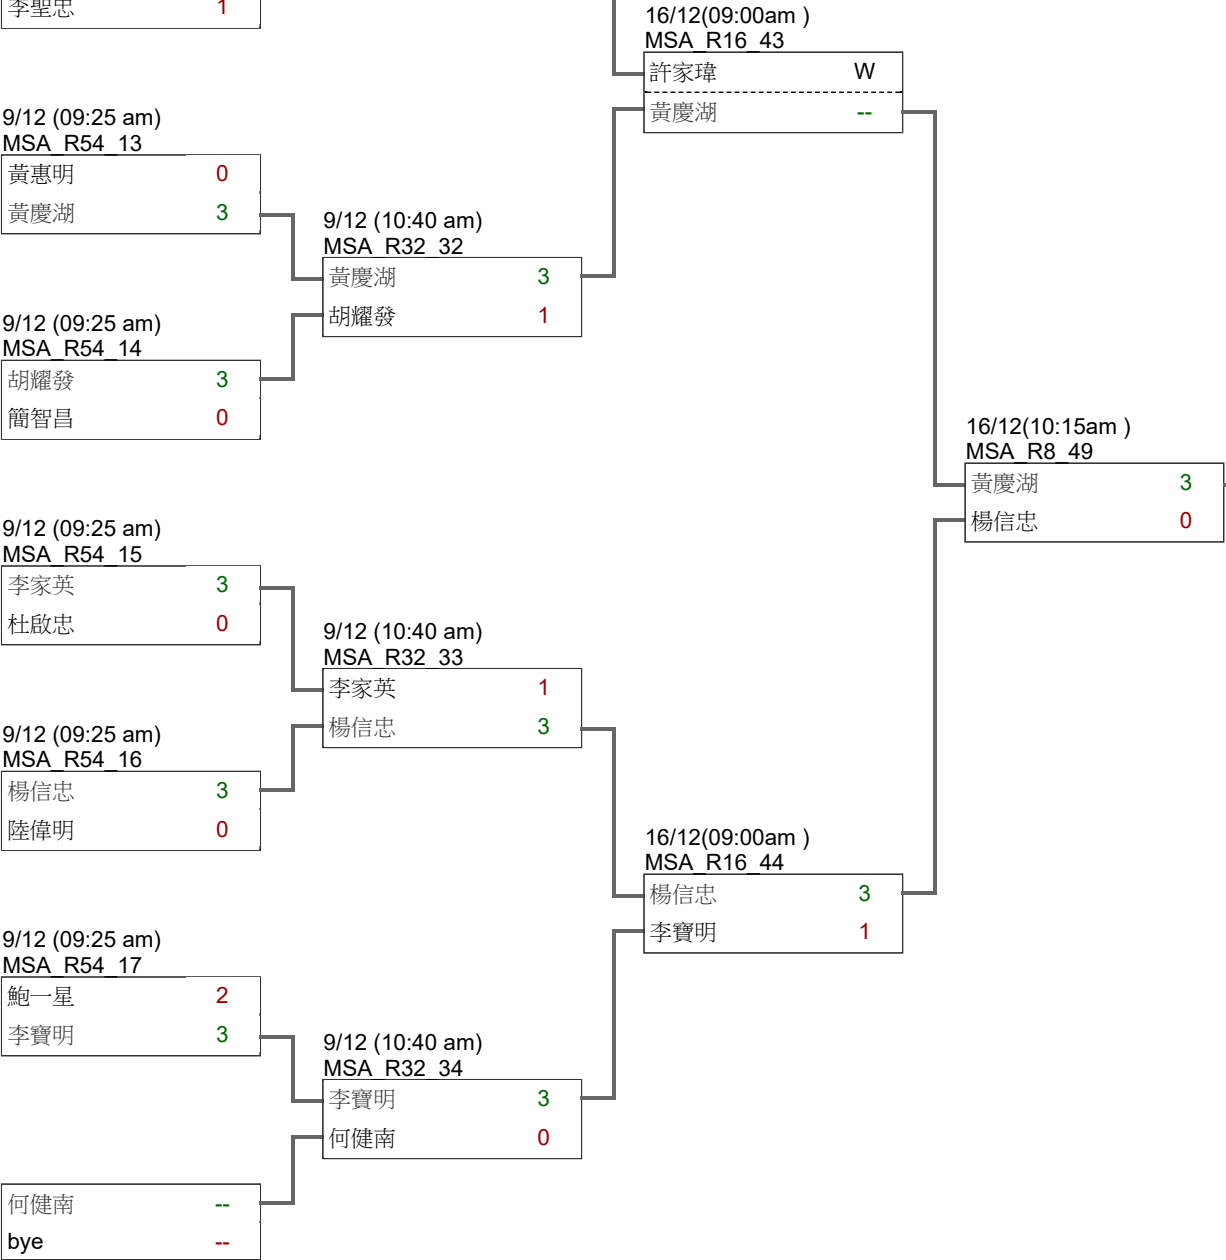 李聖忠 1
9/12 (09:25 am)
MSA_R54_13
黃惠明 0
黃慶湖 3
9/12 (09:25 am)
MSA_R54_14
胡耀發 3
簡智昌 0
9/12 (09:25 am)
MSA_R54_15
李家英 3
杜啟忠 0
9/12 (09:25 am)
MSA_R54_16
楊信忠 3
陸偉明 0
9/12 (09:25 am)
MSA_R54_17
鮑一星 2
李寶明 3
何健南 --
bye --
9/12 (10:40 am)
MSA_R32_32
黃慶湖 3
胡耀發 1
9/12 (10:40 am)
MSA_R32_33
李家英 1
楊信忠 3
9/12 (10:40 am)
MSA_R32_34
李寶明 3
何健南 0
16/12(09:00am )
MSA_R16_43
許家瑋 W
黃慶湖 --
16/12(09:00am )
MSA_R16_44
楊信忠 3
李寶明 1
16/12(10:15am )
MSA_R8_49
黃慶湖 3
楊信忠 0